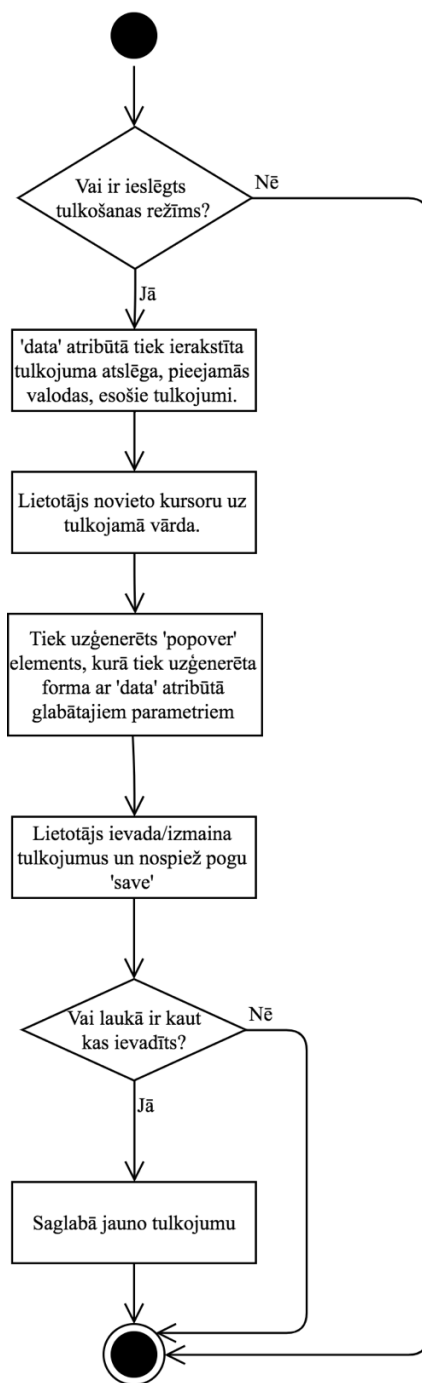 Vai ir ieslēgts
tulkošanas režīms?
Nē
Jā
'data' atribūtā tiek ierakstīta
tulkojuma atslēga, pieejamās
valodas, esošie tulkojumi.
Lietotājs novieto kursoru uz
tulkojamā vārda.
Tiek uzģenerēts 'popover'
elements, kurā tiek uzģenerēta
forma ar 'data' atribūtā
glabātajiem parametriem
Lietotājs ievada/izmaina
tulkojumus un nospiež pogu
'save'
Vai laukā ir kaut
kas ievadīts?
Nē
Jā
Saglabā jauno tulkojumu